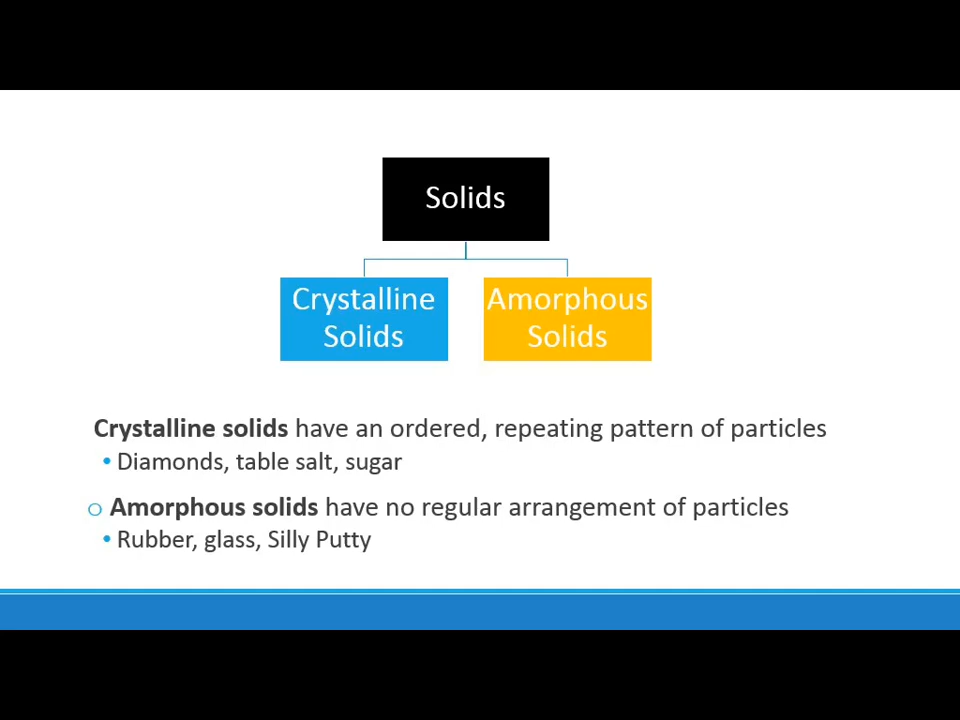 Solids
Crystalline
Solids
Amorphous
Solids
Crystalline solids have an ordered, repeating pattern of particles
• Diamonds, table salt, sugar
o Amorphous solids have no regular arrangement of particles
• Rubber, glass, Silly Putty